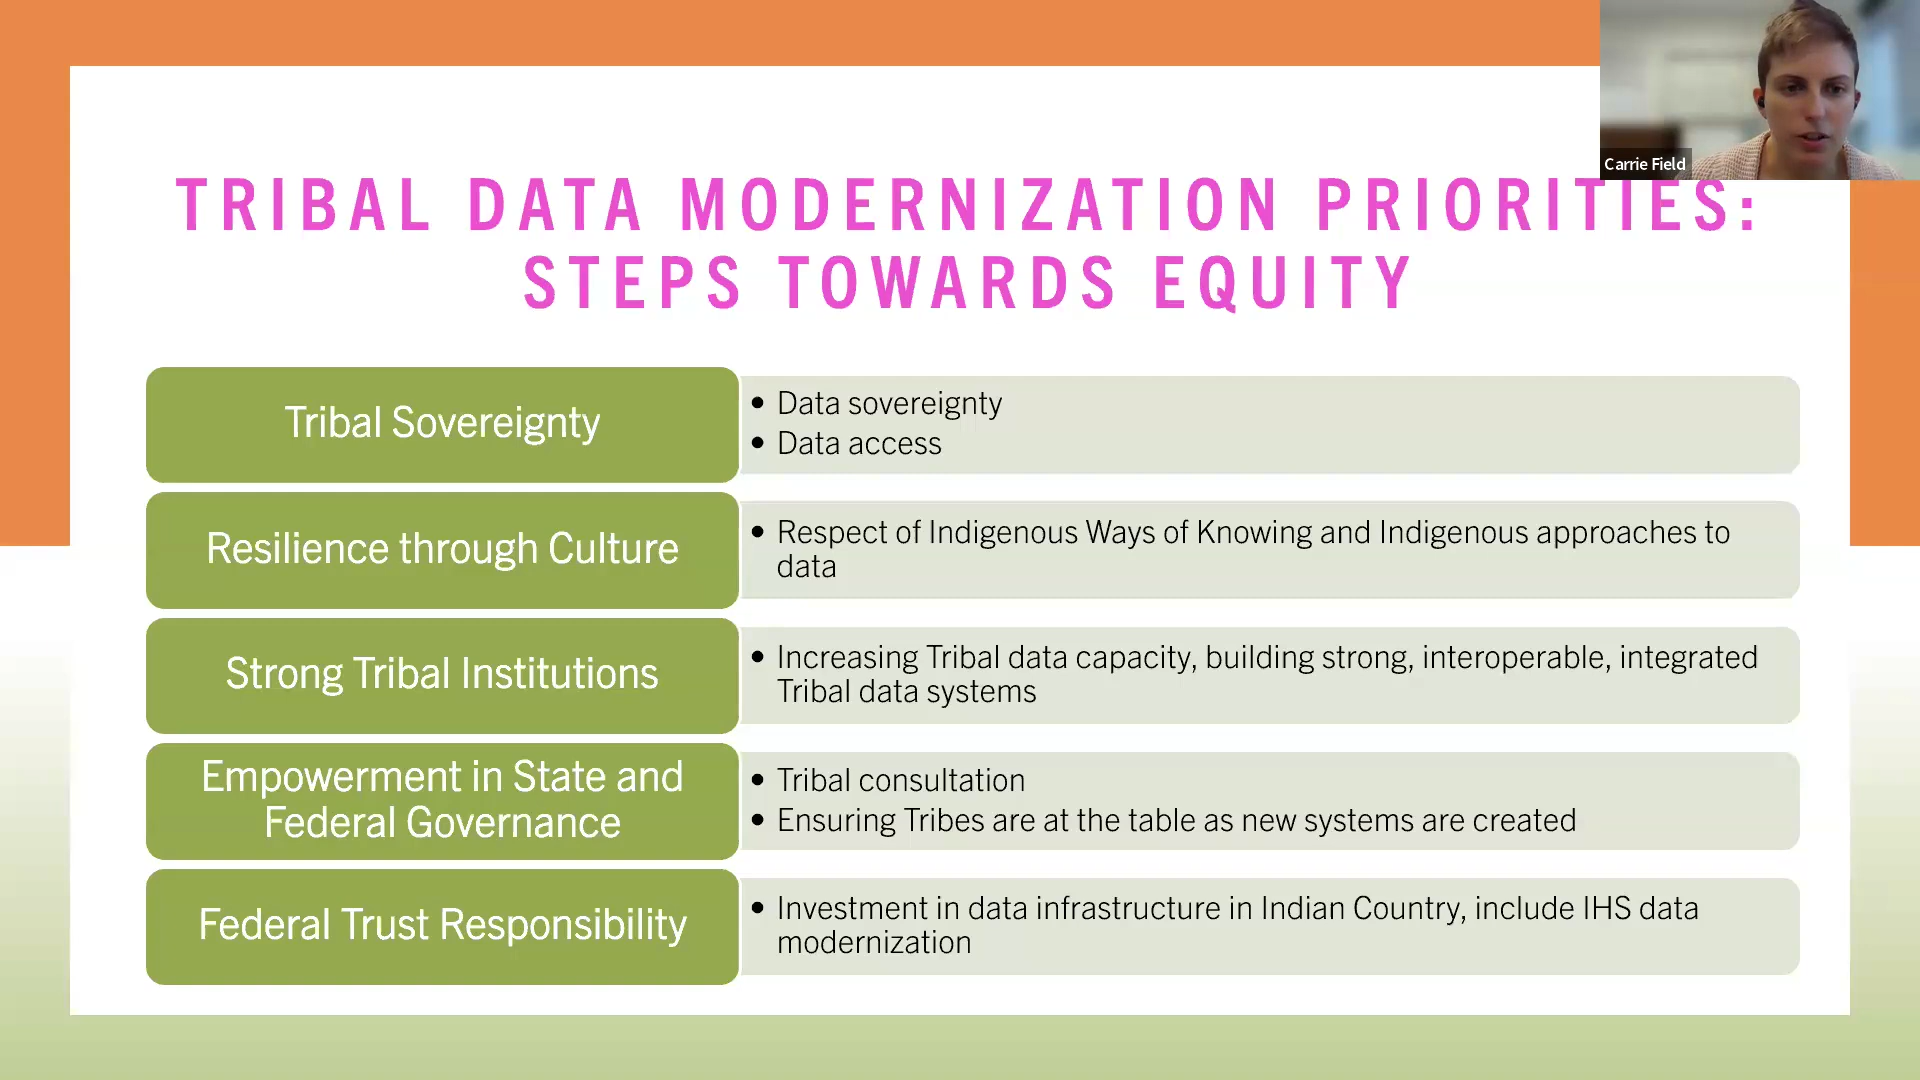 Carrie Field
TRIBAL DATA MODERNIZATION PRIORITIES:
STEPS TOWARDS EQUITY
Tribal Sovereignty
• Data sovereignty
• Data access
Resilience through Culture
• Respect of Indigenous Ways of Knowing and Indigenous approaches to
data
Strong Tribal Institutions
• Increasing Tribal data capacity, building strong, interoperable, integrated
Tribal data systems
Empowerment in State and
Federal Governance
• Tribal consultation
• Ensuring Tribes are at the table as new systems are created
Federal Trust Responsibility
• Investment in data infrastructure in Indian Country, include IHS data
modernization